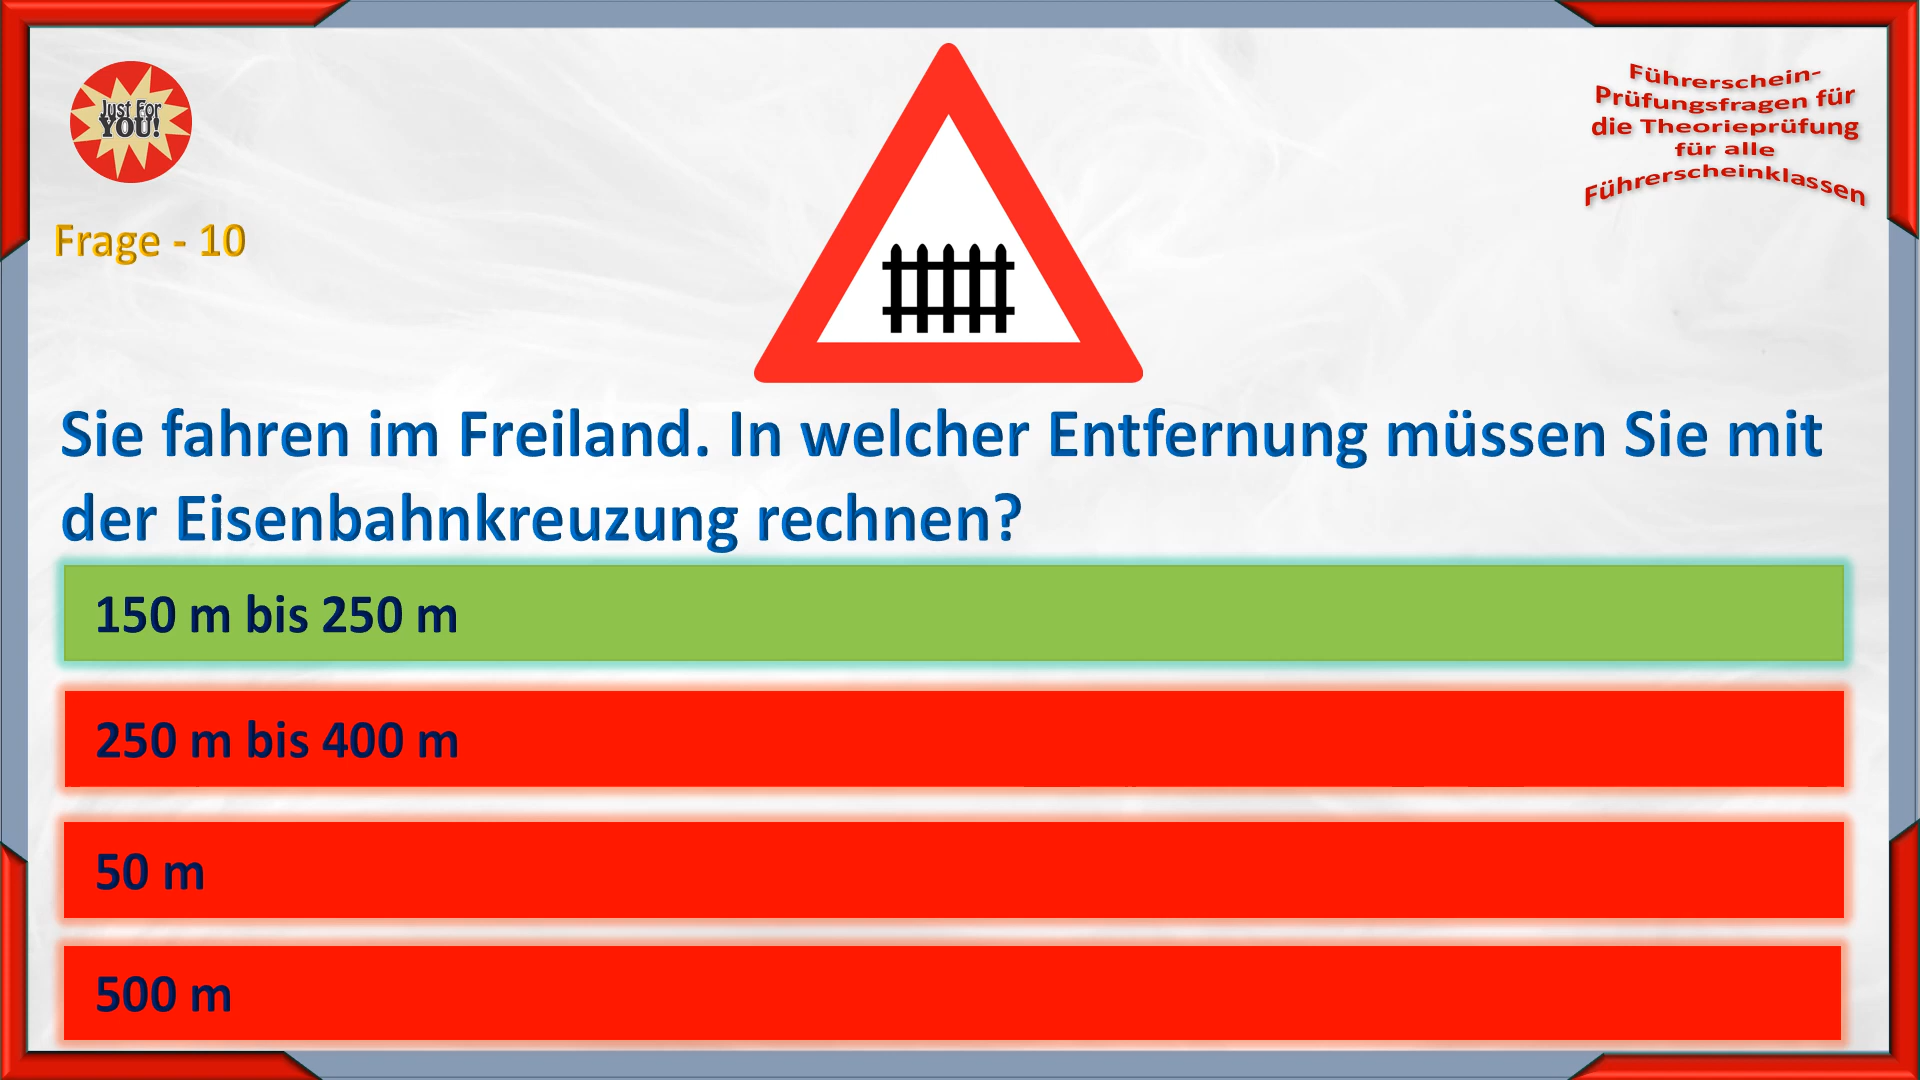 Just For
YOU!
Führerschein-
Prüfungsfragen für
die Theorieprüfung
für alle
Führerscheinklassen
Frage - 10
Sie fahren im Freiland. In welcher Entfernung müssen Sie mit
der Eisenbahnkreuzung rechnen?
150 m bis 250 m
250 m bis 400 m
50 m
500 m